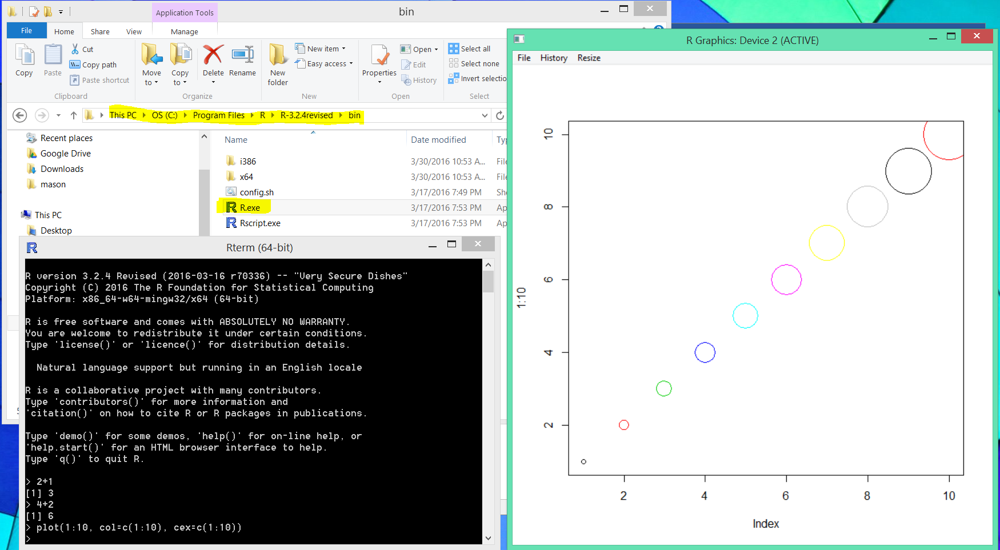 Application Tools
bin
File Home Share View Manage
Copy
Paste
Cut
Copy path
Paste shortcut
Clipboard
Move to
Copy to
Delete
Rename
Organize
New folder
New item
Easy access
New
Properties
Open
Edit
History
Open
Select all
Select none
Invert selectio
Select
This PC OS (C:) Program Files R R-3.2.4revised bin
Recent places
Google Drive
Downloads
mason
This PC
Desktop
Name Date modified Typ
i386 3/30/2016 10:53 A... File
x64 3/30/2016 10:53 A... File
config.sh 3/17/2016 7:49 PM She
R.exe 3/17/2016 7:53 PM Ap
Rscript.exe 3/17/2016 7:53 PM Ap
5
Rterm (64-bit)
R version 3.2.4 Revised (2016-03-16 r70336) -- "Very Secure Dishes"
Copyright (C) 2016 The R Foundation for Statistical Computing
Platform: x86_64-w64-mingw32/x64 (64-bit)
R is free software and comes with ABSOLUTELY NO WARRANTY.
You are welcome to redistribute it under certain conditions.
Type 'license()' or 'licence()' for distribution details.
Natural language support but running in an English locale
R is a collaborative project with many contributors.
Type 'contributors()' for more information and
'citation()' on how to cite R or R packages in publications.
Type 'demo()' for some demos, 'help()' for on-line help, or
'help.start()' for an HTML browser interface to help.
Type 'q()' to quit R.
> 2+1
[1] 3
> 4+2
[1] 6
> plot(1:10, col=c(1:10), cex=c(1:10))
>
R Graphics: Device 2 (ACTIVE)
File History Resize
10
8
6
4
2
1:10
2 4 6 8 10
Index